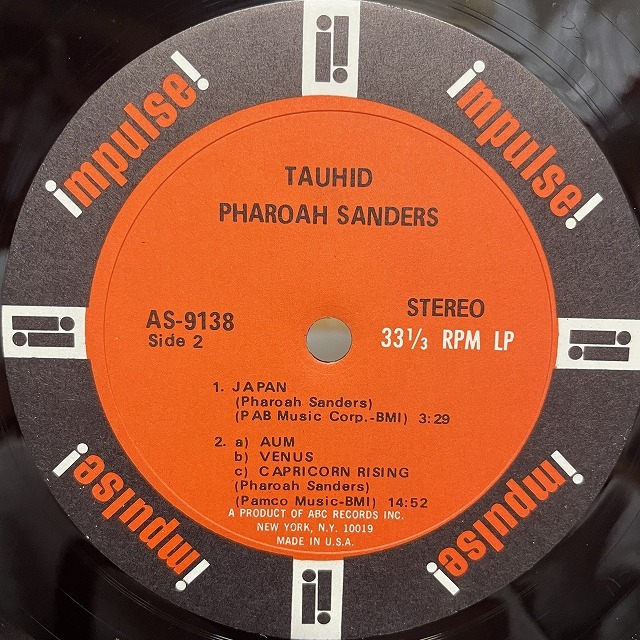 impulse!
impulse!
TAUHID
PHAROAH SANDERS
AS-9138
Side 2
STEREO
33⅓ RPM LP
1. JAPAN
(Pharoah Sanders)
(PAB Music Corp.-BMI) 3:29
2. a) AUM
b) VENUS
c) CAPRICORN RISING
(Pharoah Sanders)
(Pamco Music-BMI) 14:52
A PRODUCT OF ABC RECORDS INC.
NEW YORK, N.Y. 10019
MADE IN U.S.A.
impulse!
impulse!